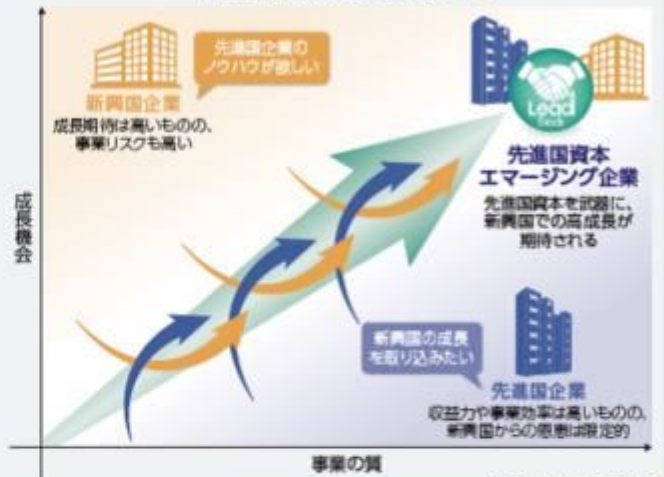 先進国企業の
ノウハウが欲しい
新興国企業
成長期待は高いものの、
事業リスクも高い
Lead
先進国資本
エマージング企業
先進国資本を武器に、
新興国での高成長が
期待される
成長機会
新興国の成長
を取り込みたい
先進国企業
収益力や事業効率は高いものの、
新興国からの恩恵は限定的
事業の質